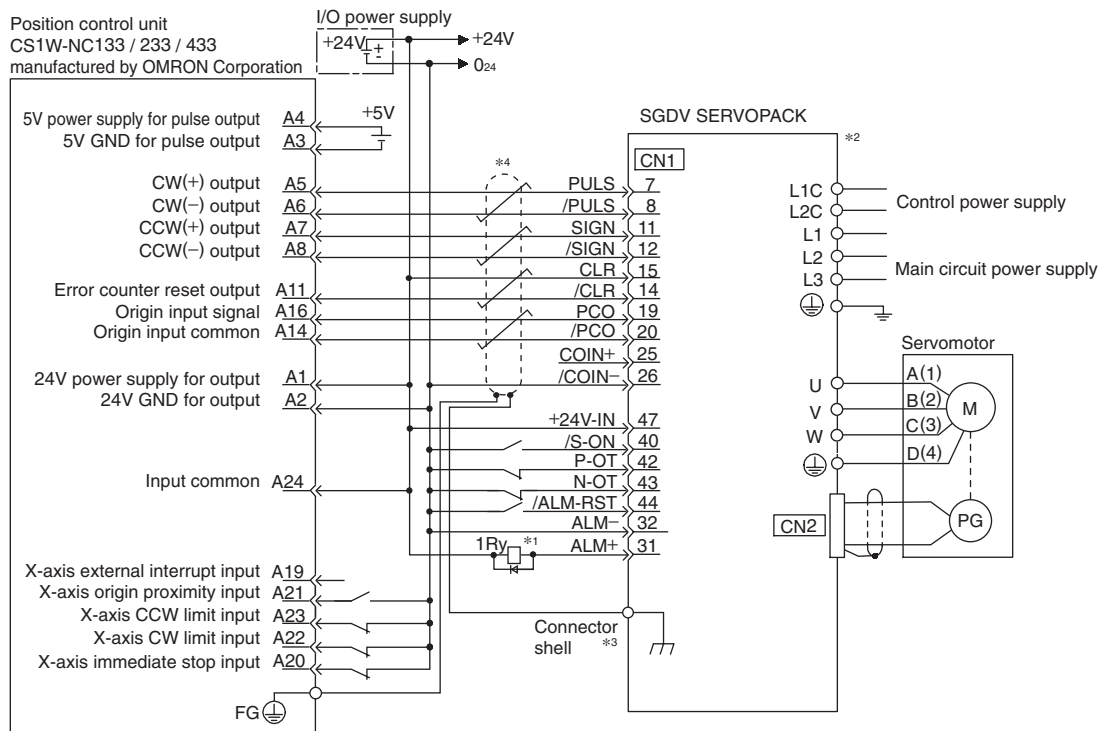 Position control unit
CS1W-NC133 / 233 / 433
manufactured by OMRON Corporation
I/O power supply
+24V
+
-
+24V
0₂₄
5V power supply for pulse output A4
+5V
5V GND for pulse output A3
CW(+) output A5
CW(−) output A6
CCW(+) output A7
CCW(−) output A8
Error counter reset output A11
Origin input signal A16
Origin input common A14
24V power supply for output A1
24V GND for output A2
Input common A24
X-axis external interrupt input A19
X-axis origin proximity input A21
X-axis CCW limit input A23
X-axis CW limit input A22
X-axis immediate stop input A20
FG
*4
SGDV SERVOPACK
*2
CN1
PULS 7
/PULS 8
SIGN 11
/SIGN 12
CLR 15
/CLR 14
PCO 19
/PCO 20
COIN+ 25
/COIN− 26
+24V-IN 47
/S-ON 40
P-OT 42
N-OT 43
/ALM-RST 44
ALM− 32
1Ry *1 ALM+ 31
Connector
shell *3
L1C
L2C
Control power supply
L1
L2
L3
Main circuit power supply
Servomotor
U A(1)
V B(2)
W C(3)
D(4)
M
CN2
PG